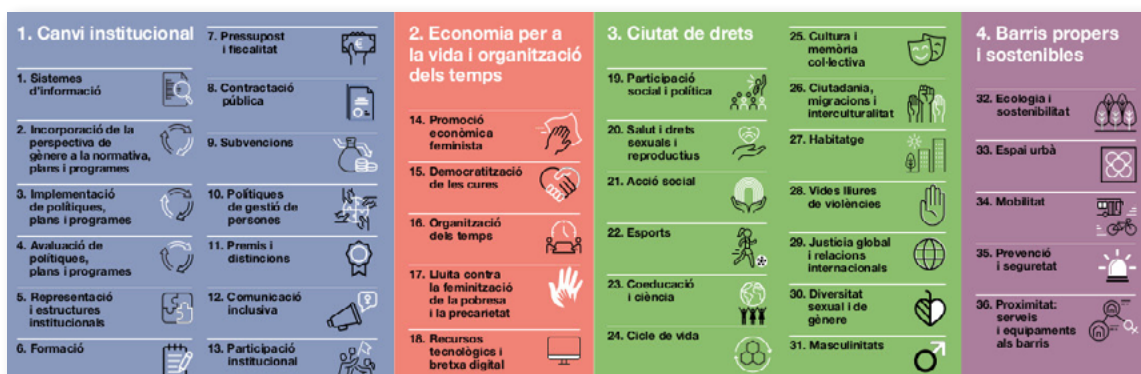 1. Canvi institucional
1. Sistemes
d'informació
2. Incorporació de la
perspectiva de
gènere a la normativa,
plans i programes
3. Implementació
de polítiques,
plans i programes
4. Avaluació de
polítiques,
plans i programes
5. Representació
i estructures
institucionals
6. Formació
7. Pressupost
i fiscalitat
8. Contractació
pública
9. Subvencions
10. Polítiques
de gestió de
persones
11. Premis i
distincions
12. Comunicació
inclusiva
13. Participació
institucional
2. Economia per a
la vida i organització
dels temps
14. Promoció
econòmica
feminista
15. Democratització
de les cures
16. Organització
dels temps
17. Lluita contra
la feminització
de la pobresa
i la precarietat
18. Recursos
tecnològics i
bretxa digital
3. Ciutat de drets
19. Participació
social i política
20. Salut i drets
sexuals i
reproductius
21. Acció social
22. Esports
23. Coeducació
i ciència
24. Cicle de vida
25. Cultura i
memòria
col·lectiva
26. Ciutadania,
migracions i
interculturalitat
27. Habitatge
28. Vides lliures
de violències
29. Justícia global
i relacions
internacionals
30. Diversitat
sexual i de
gènere
31. Masculinitats
4. Barris propers
i sostenibles
32. Ecologia i
sostenibilitat
33. Espai urbà
34. Mobilitat
35. Prevenció
i seguretat
36. Proximitat:
serveis
i equipaments
als barris